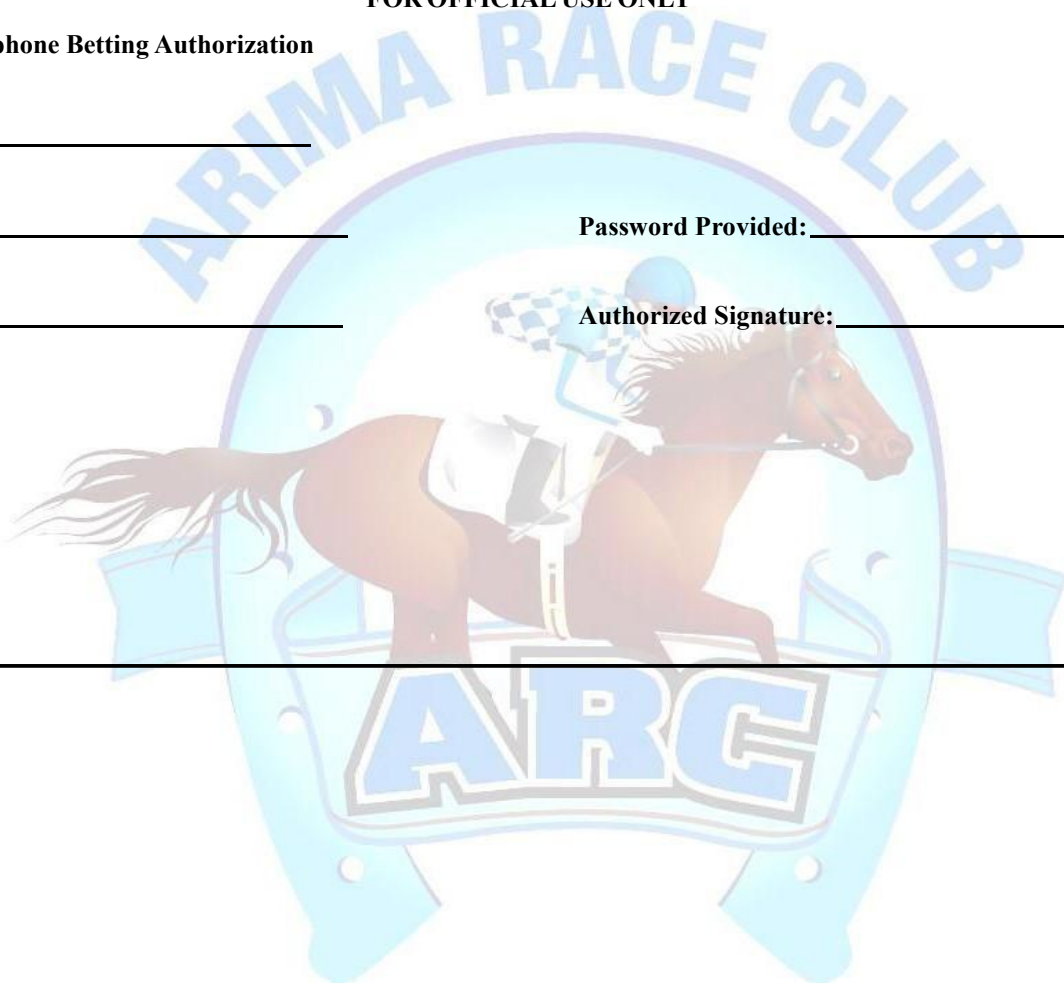 FOR OFFICIAL USE ONLY
phone Betting Authorization
ARIMA RACE CLUB
Password Provided:
Authorized Signature:
ARC